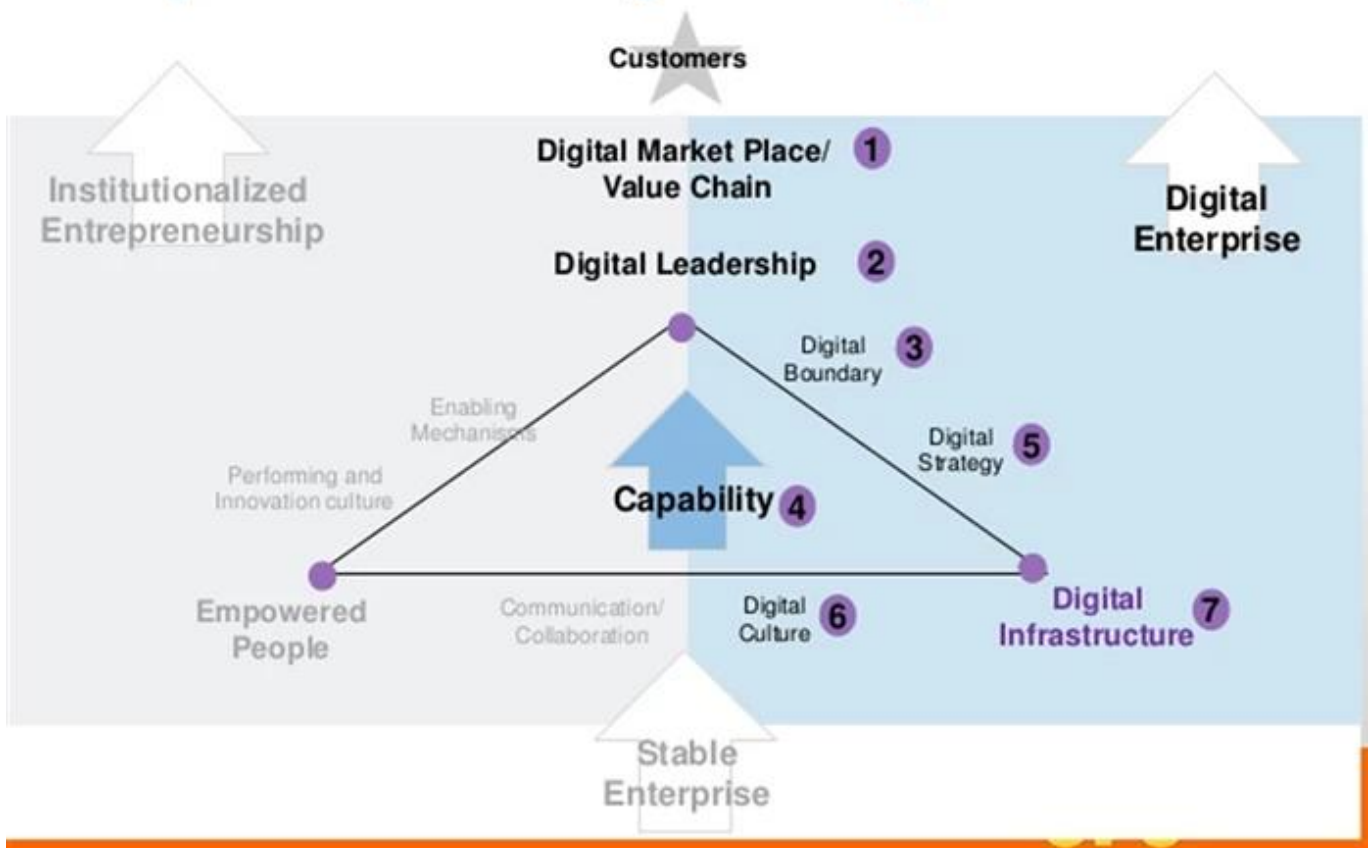 Customers
Digital Market Place/ 1
Value Chain
Institutionalized
Entrepreneurship
Digital
Enterprise
Digital Leadership 2
Digital 3
Boundary
Enabling
Mechanisms
Digital 5
Strategy
Performing and
Innovation culture
Capability 4
Empowered
People
Communication/
Collaboration
Digital 6
Culture
Digital 7
Infrastructure
Stable
Enterprise